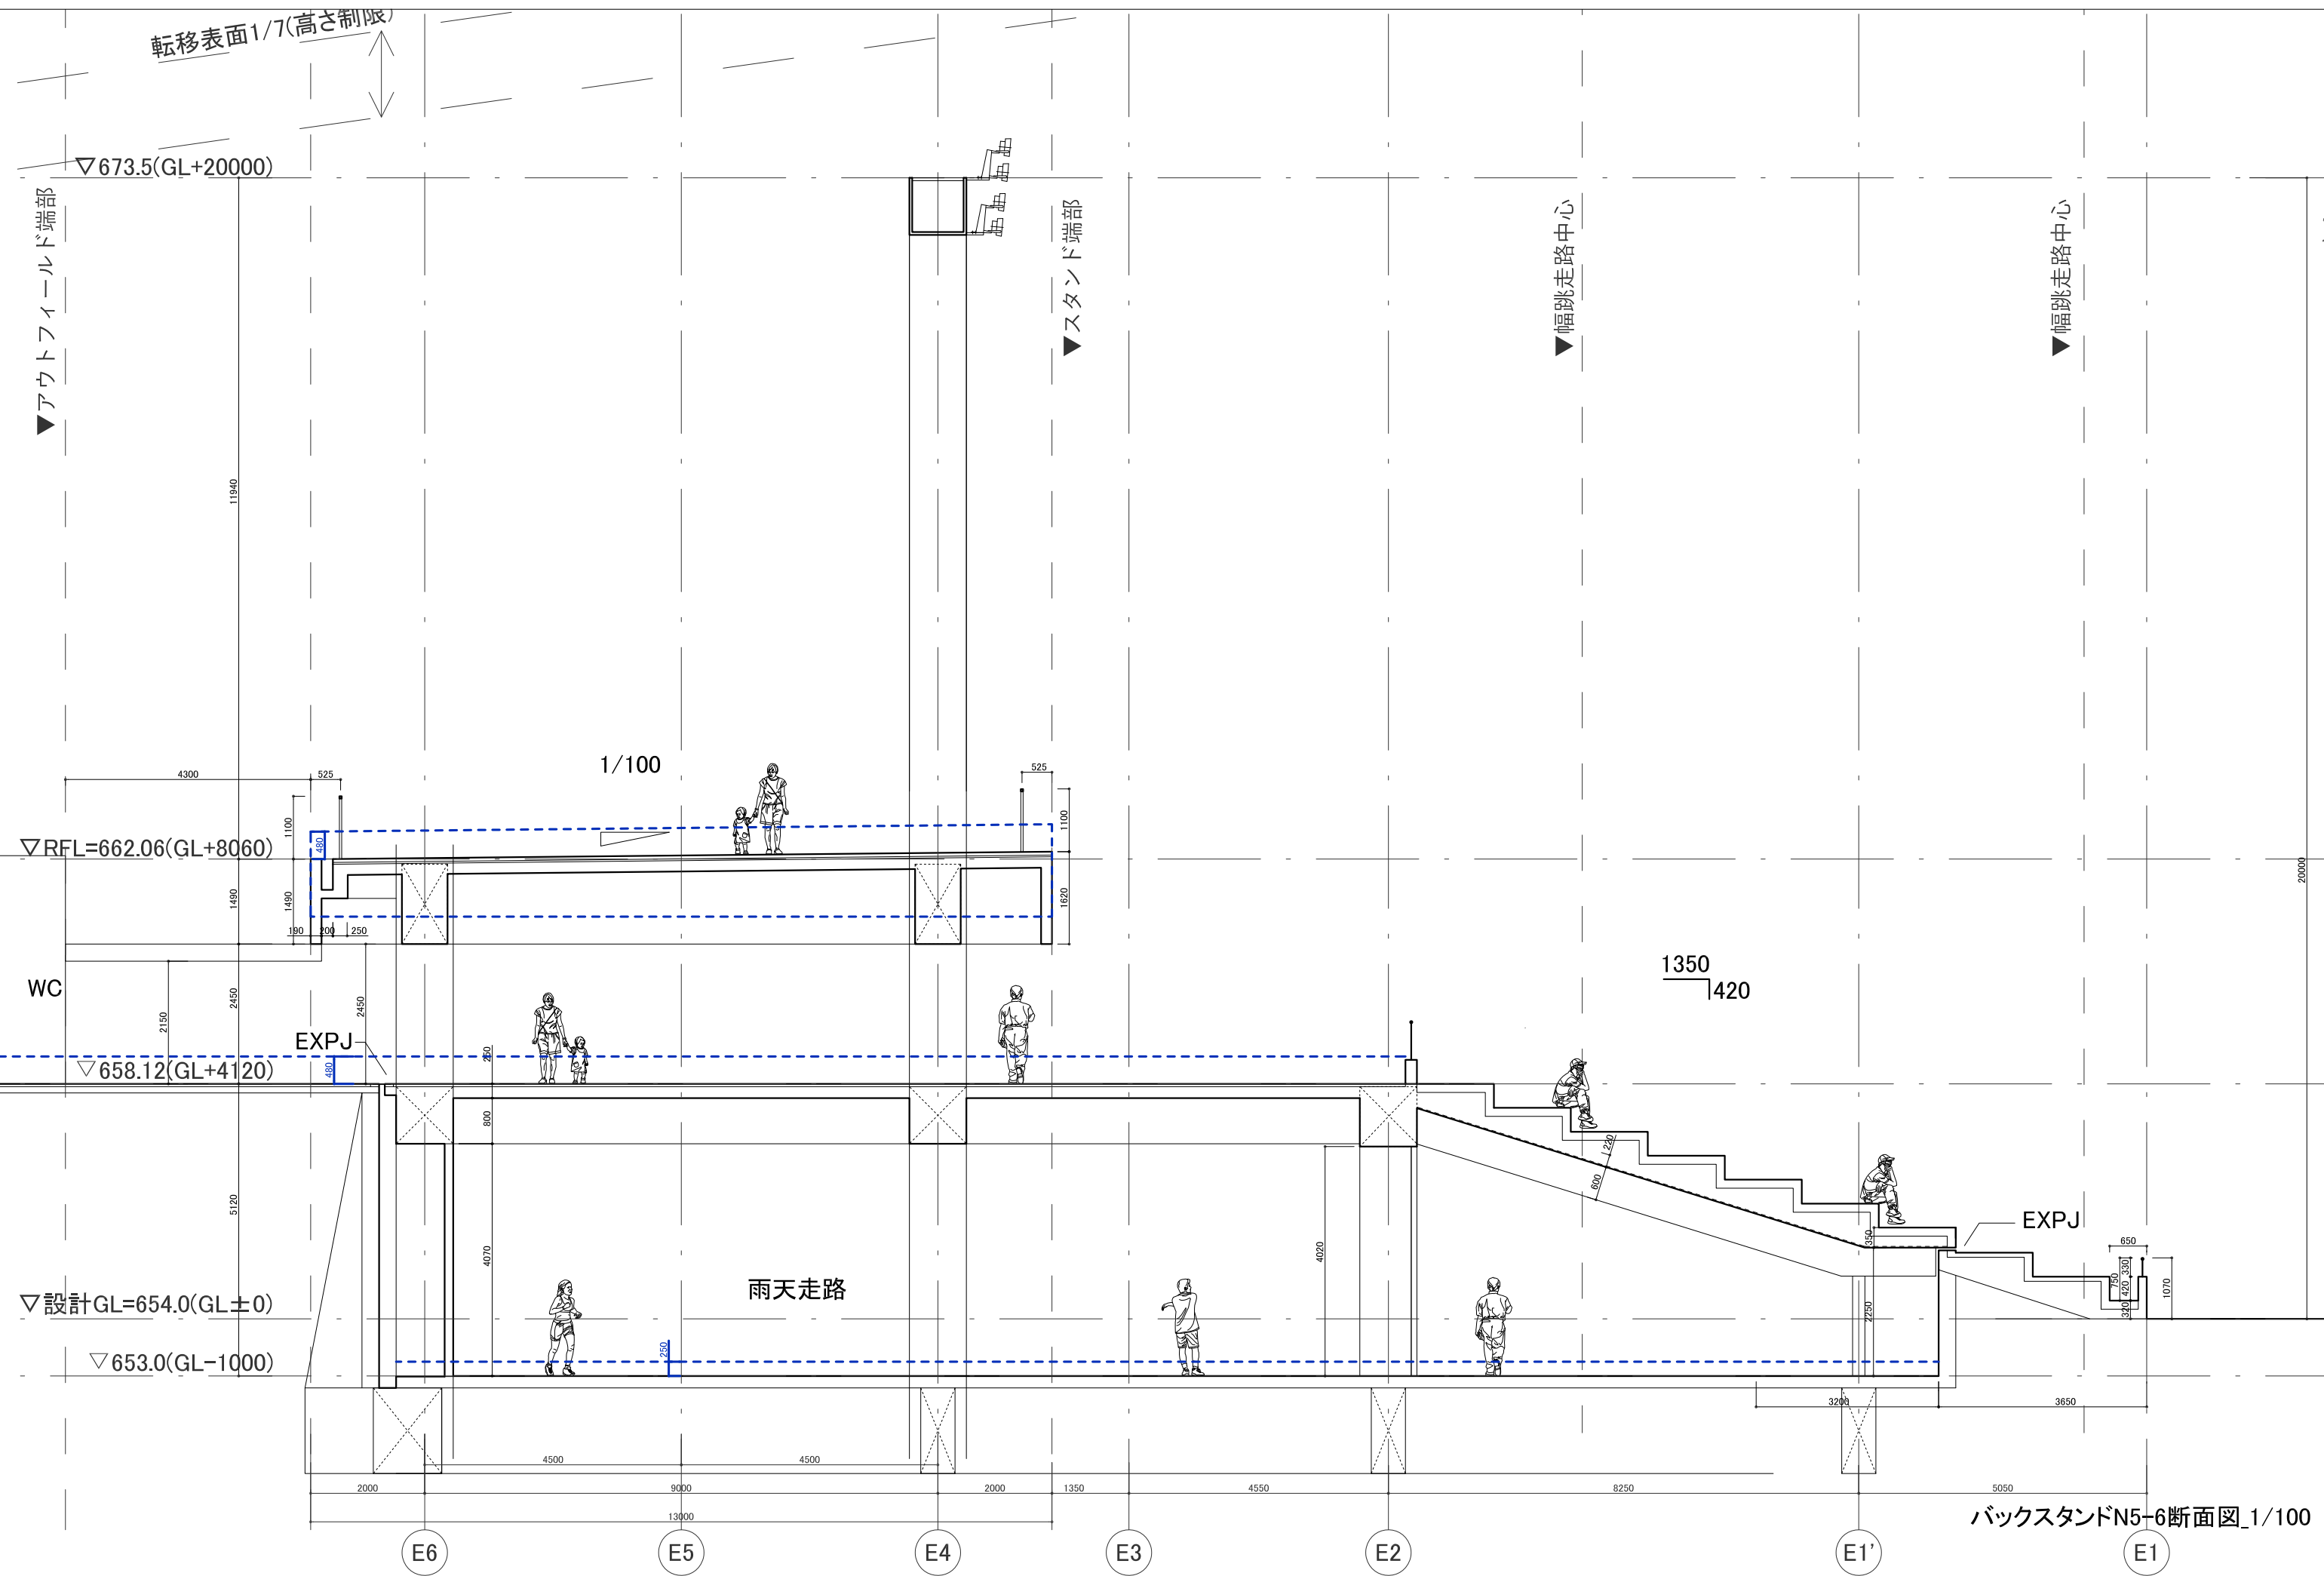 転移表面1/7(高さ制限)
▽673.5(GL+20000)
▼アウトフィールド端部
▼スタンド端部
▼幅跳走路中心
▼幅跳走路中心
11940
20000
1/100
4300
525
525
1100
480
1100
▽RFL=662.06(GL+8060)
1490
1490
1620
190
200
250
WC
2150
2450
2450
1350
420
EXPJ
480
250
▽658.12(GL+4120)
800
220
600
5120
4070
4020
350
EXPJ
650
750
330
420
320
1070
2250
雨天走路
▽設計GL=654.0(GL±0)
250
▽653.0(GL-1000)
3200
3650
4500
4500
2000
9000
2000
1350
4550
8250
5050
13000
バックスタンドN5-6断面図_1/100
E6
E5
E4
E3
E2
E1'
E1